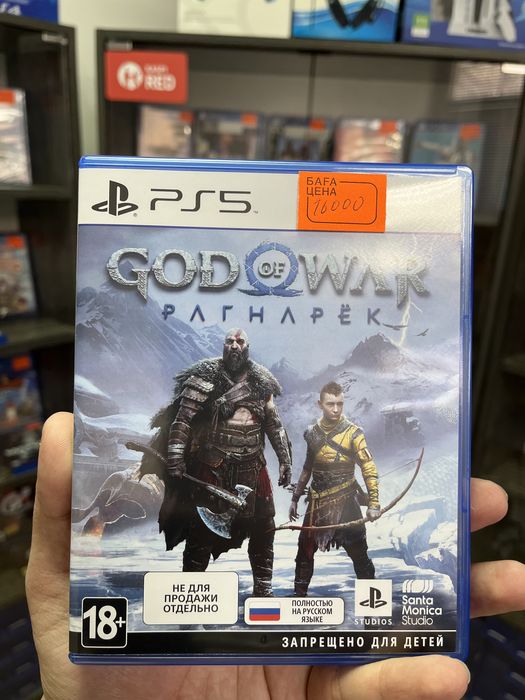 KASPI
RED
PS5
БАҒА
ЦЕНА
16000
GOD OF WAR
РАГНАРЁК
18+
НЕ ДЛЯ
ПРОДАЖИ
ОТДЕЛЬНО
ПОЛНОСТЬЮ
НА РУССКОМ
ЯЗЫКЕ
STUDIOS
Santa
Monica
Studio
ЗАПРЕЩЕНО ДЛЯ ДЕТЕЙ